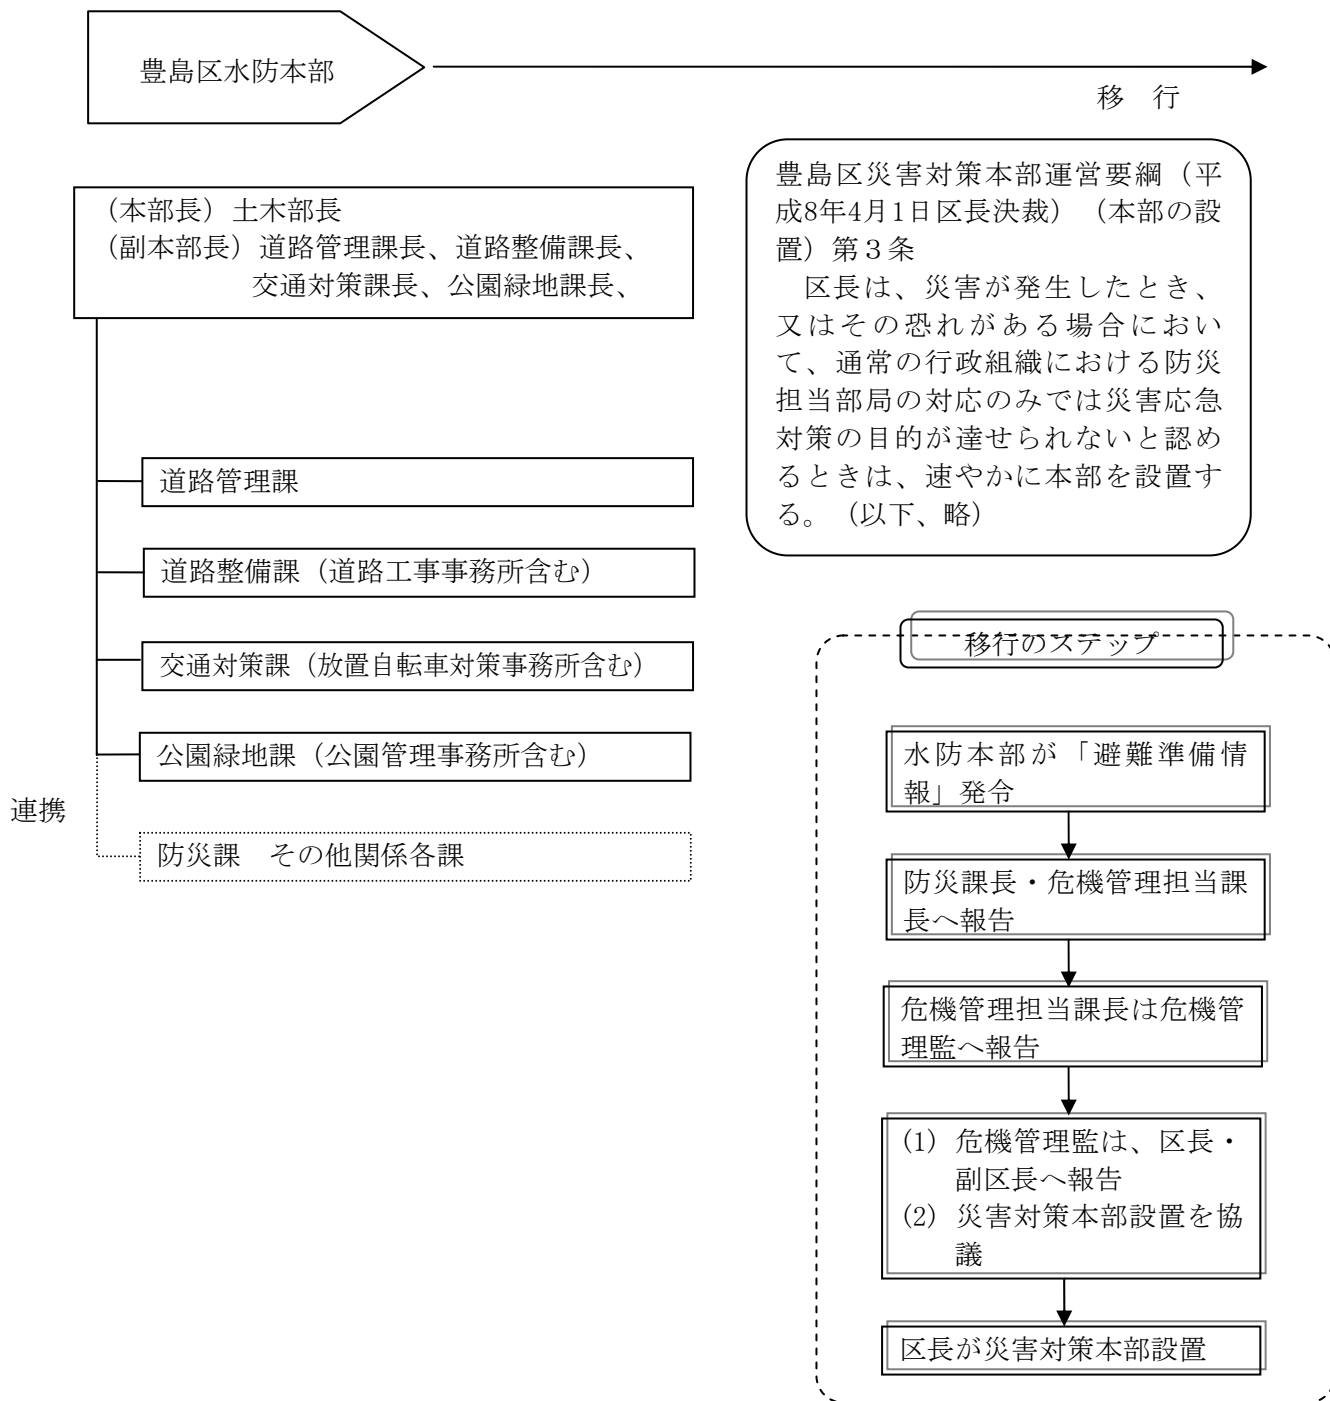 豊島区水防本部
移　行
(本部長) 土木部長
(副本部長) 道路管理課長、道路整備課長、
交通対策課長、公園緑地課長、
道路管理課
道路整備課（道路工事事務所含む）
交通対策課（放置自転車対策事務所含む）
公園緑地課（公園管理事務所含む）
連携
防災課　その他関係各課
豊島区災害対策本部運営要綱（平
成8年4月1日区長決裁）（本部の設
置）第３条
　区長は、災害が発生したとき、
又はその恐れがある場合におい
て、通常の行政組織における防災
担当部局の対応のみでは災害応急
対策の目的が達せられないと認め
るときは、速やかに本部を設置す
る。（以下、略）
移行のステップ
水防本部が「避難準備情
報」発令
防災課長・危機管理担当課
長へ報告
危機管理担当課長は危機管
理監へ報告
(1) 危機管理監は、区長・
副区長へ報告
(2) 災害対策本部設置を協
議
区長が災害対策本部設置